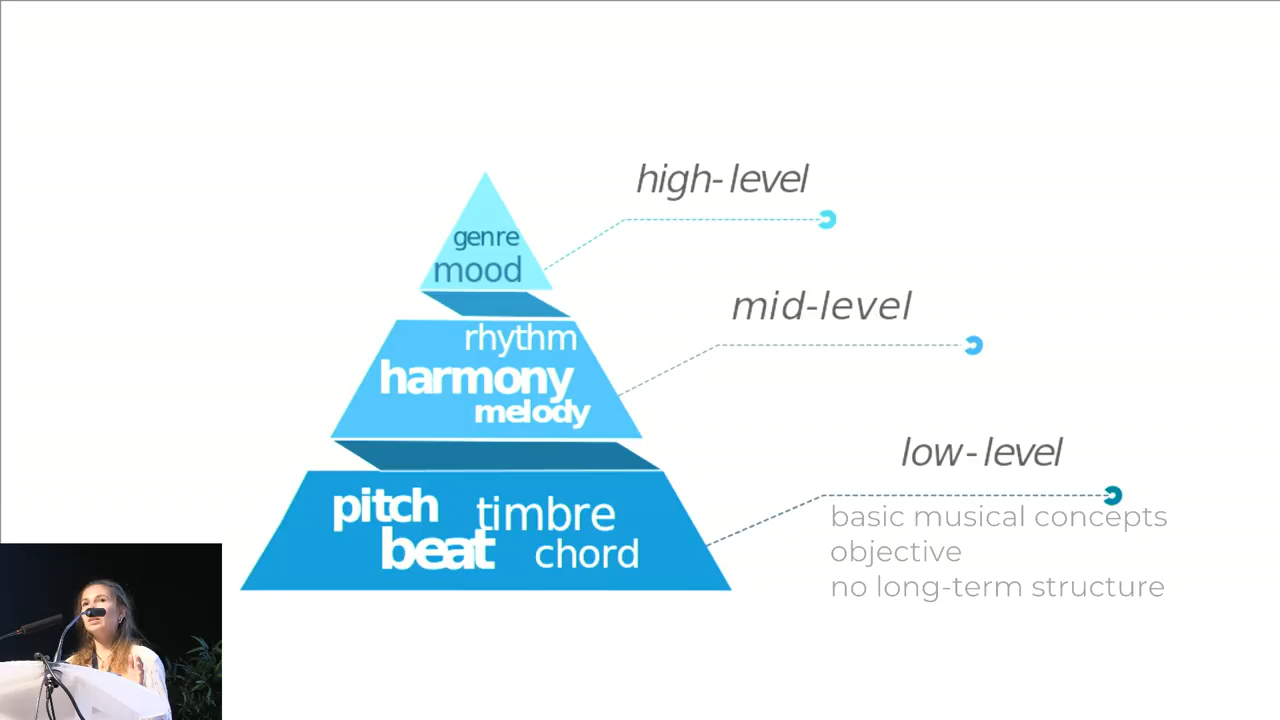 high-level
genre
mood
mid-level
rhythm
harmony
melody
low-level
pitch timbre
beat chord
basic musical concepts
objective
no long-term structure